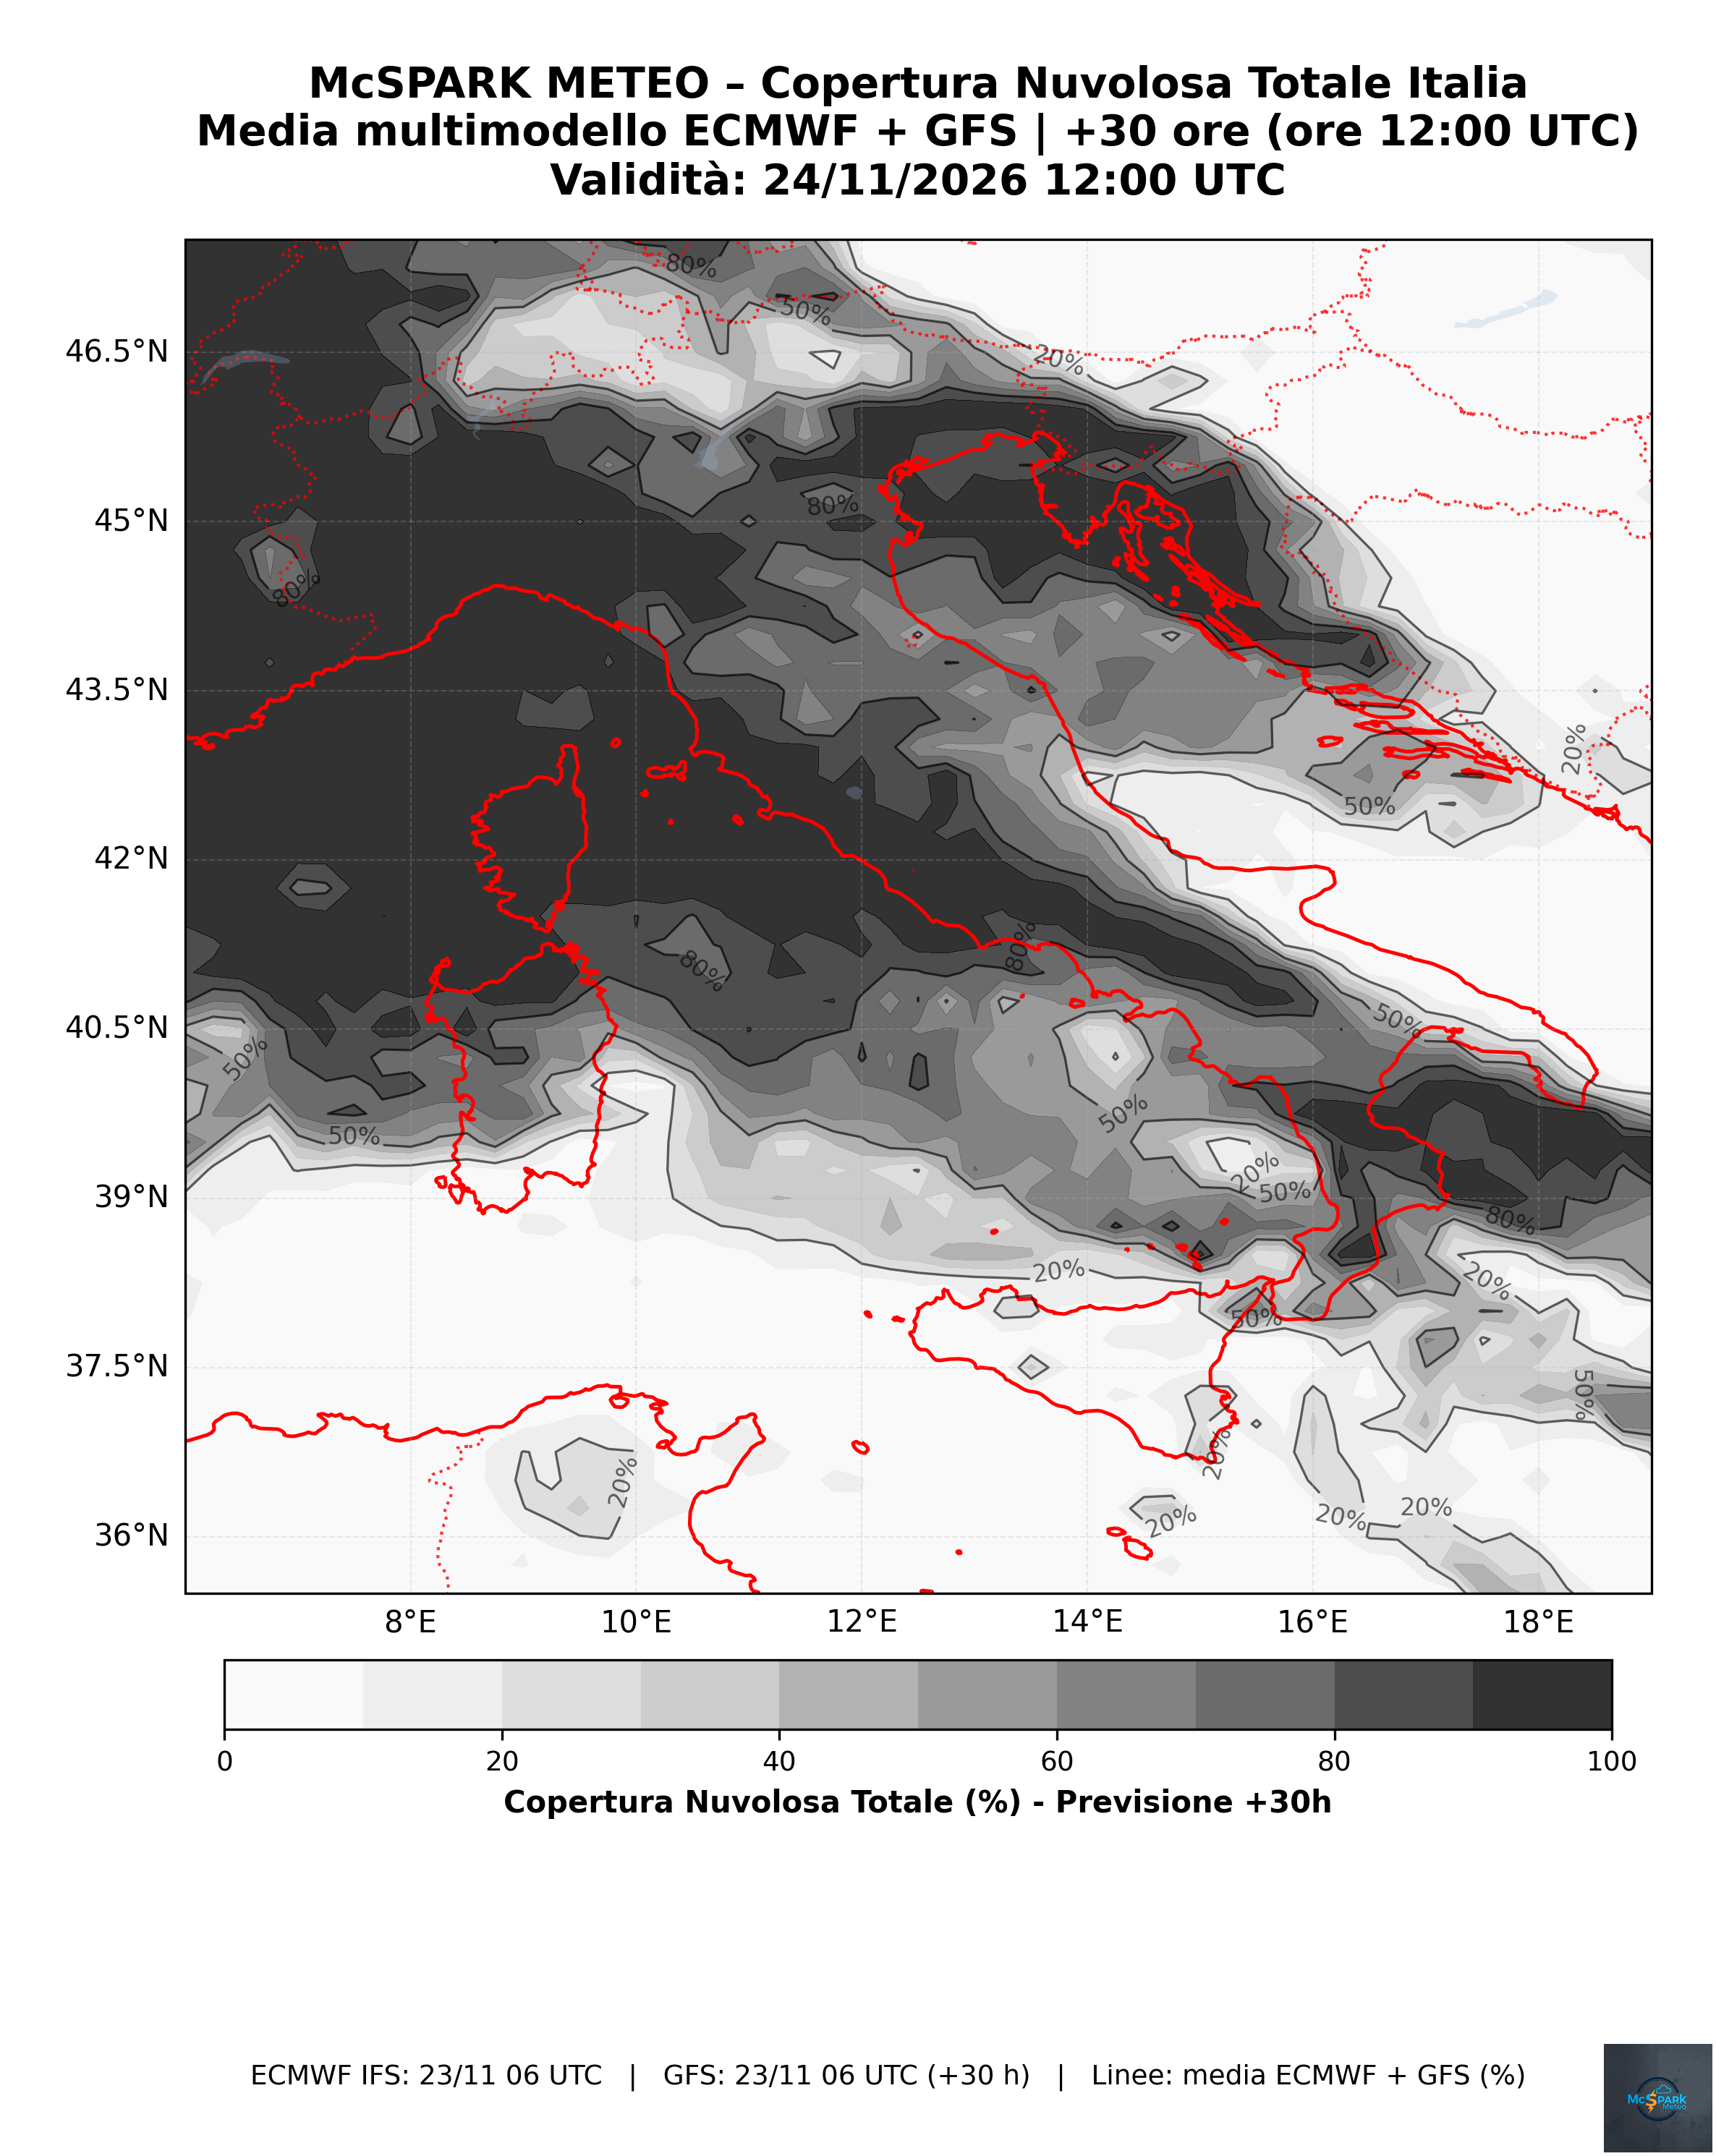 McSPARK METEO – Copertura Nuvolosa Totale Italia
Media multimodello ECMWF + GFS | +30 ore (ore 12:00 UTC)
Validità: 24/11/2026 12:00 UTC
80%
50%
46.5°N
20%
80%
45°N
80%
43.5°N
20%
50%
42°N
80%
80%
50%
40.5°N
50%
50%
50%
20%
50%
39°N
80%
20%
20%
50%
37.5°N
50%
20%
20%
20%
20%
20%
36°N
8°E 10°E 12°E 14°E 16°E 18°E
0 20 40 60 80 100
Copertura Nuvolosa Totale (%) - Previsione +30h
ECMWF IFS: 23/11 06 UTC | GFS: 23/11 06 UTC (+30 h) | Linee: media ECMWF + GFS (%)
McSPARK
Meteo